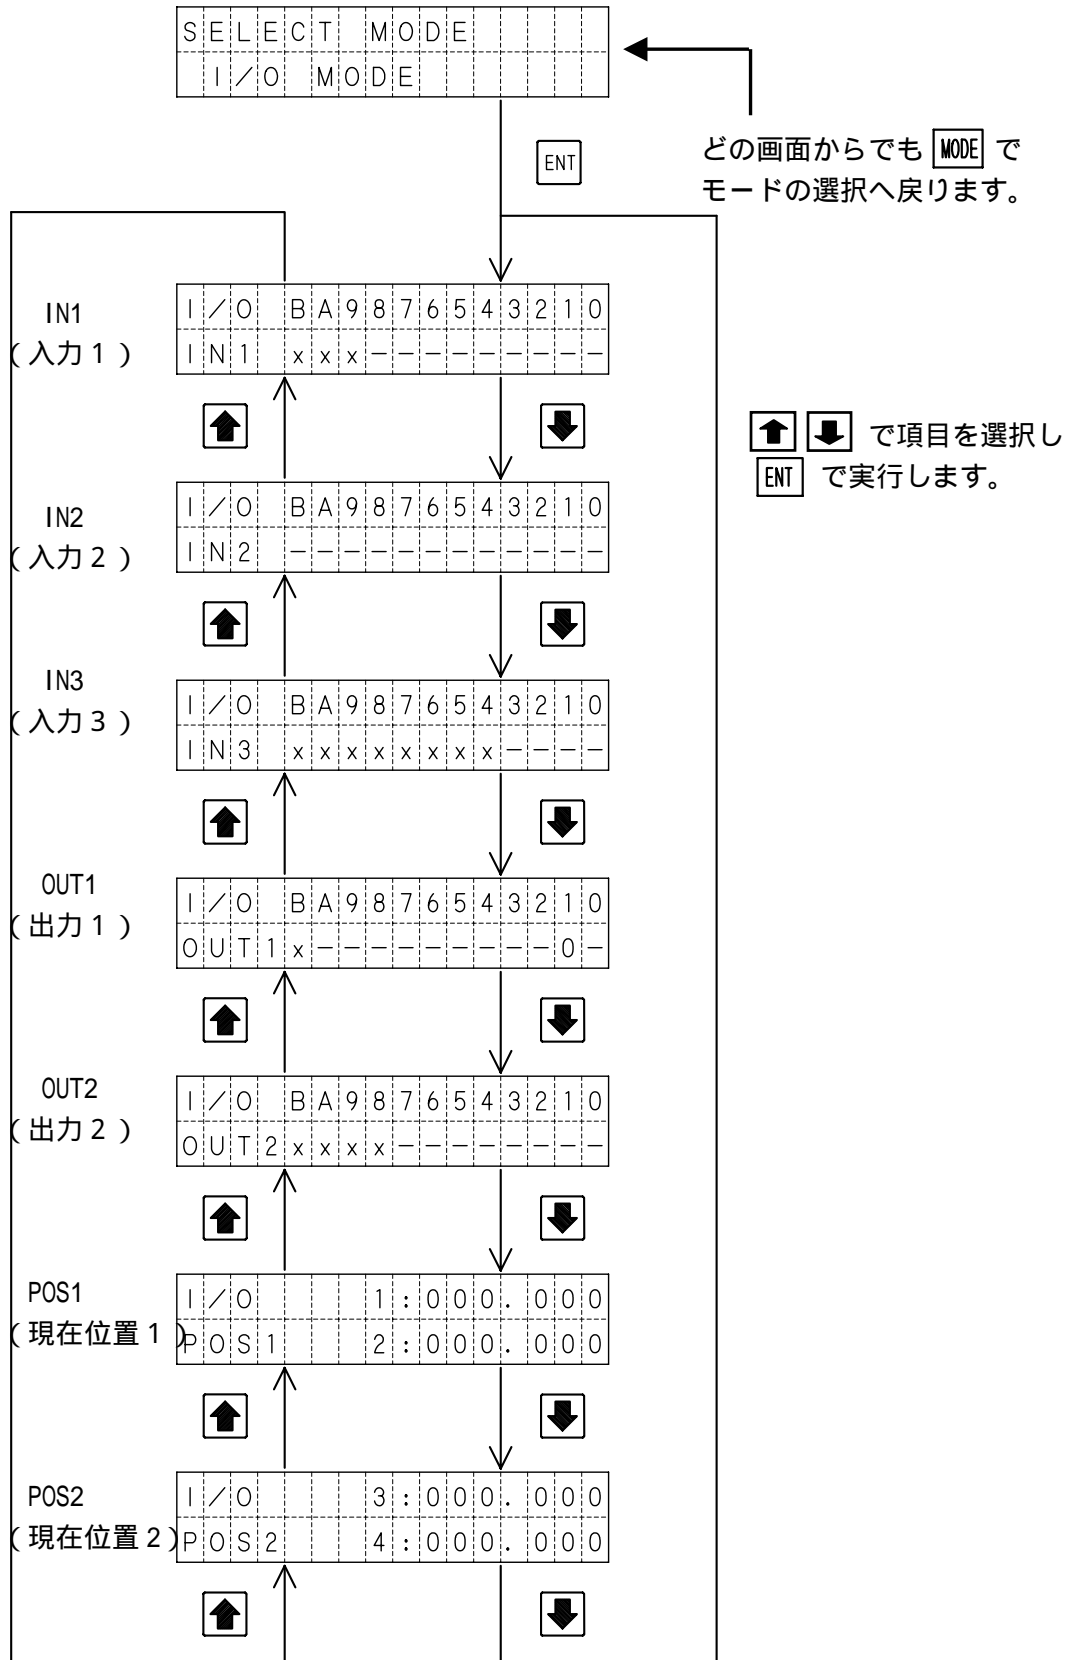 SELECT MODE
I/O MODE
ENT
どの画面からでも MODE で
モードの選択へ戻ります。
IN1
(入力1)
I/O BA9876543210
IN1 xxx---------
で項目を選択し
ENT で実行します。
IN2
(入力2)
I/O BA9876543210
IN2 ------------
IN3
(入力3)
I/O BA9876543210
IN3 xxxxxxxx----
OUT1
(出力1)
I/O BA9876543210
OUT1x---------0-
OUT2
(出力2)
I/O BA9876543210
OUT2xxxx--------
POS1
(現在位置1)
I/O 1:000.000
POS1 2:000.000
POS2
(現在位置2)
I/O 3:000.000
POS2 4:000.000